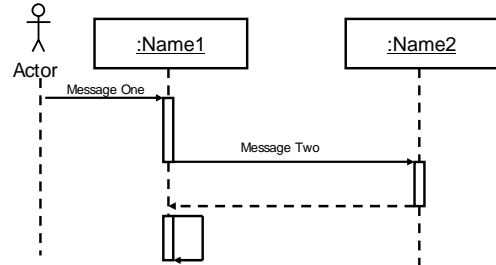 :Name1
:Name2
Actor
Message One
Message Two